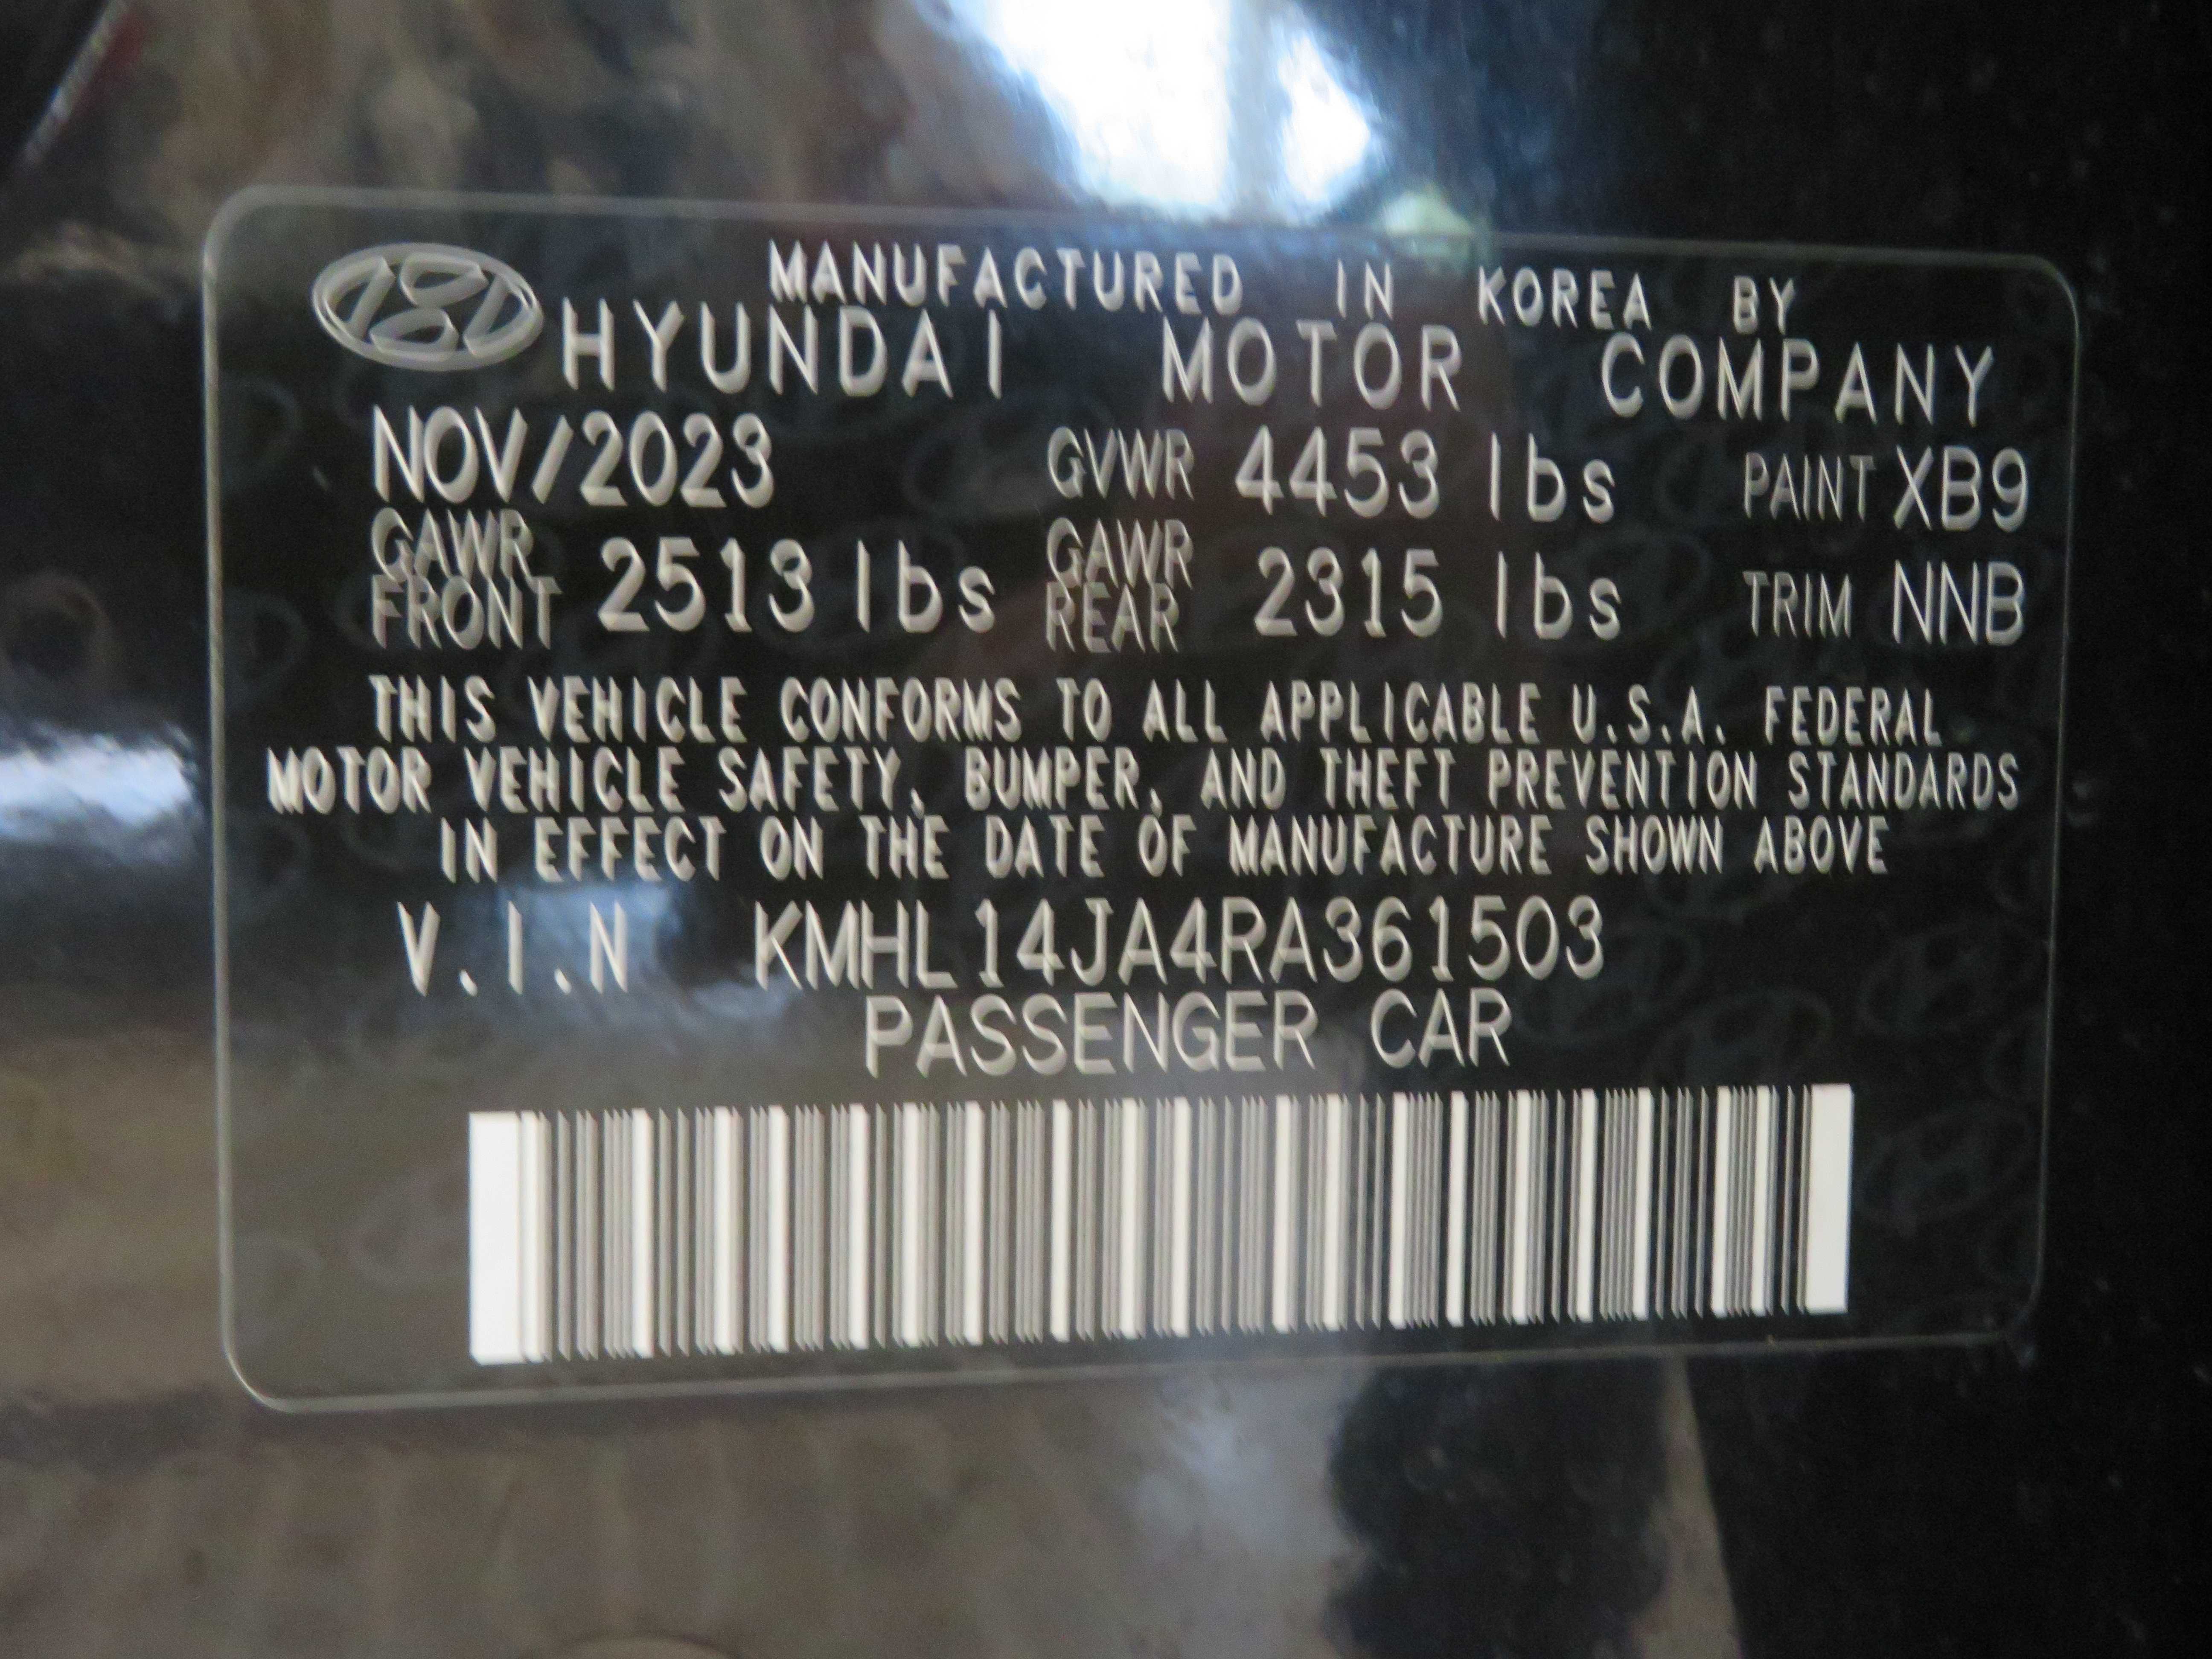 MANUFACTURED IN KOREA BY
HYUNDAI MOTOR COMPANY
NOV/2023 GVWR 4453 lbs PAINT XB9
GAWR FRONT 2513 lbs GAWR REAR 2315 lbs TRIM NNB
THIS VEHICLE CONFORMS TO ALL APPLICABLE U.S.A. FEDERAL
MOTOR VEHICLE SAFETY, BUMPER, AND THEFT PREVENTION STANDARDS
IN EFFECT ON THE DATE OF MANUFACTURE SHOWN ABOVE
V.I.N KMHL14JA4RA361503
PASSENGER CAR